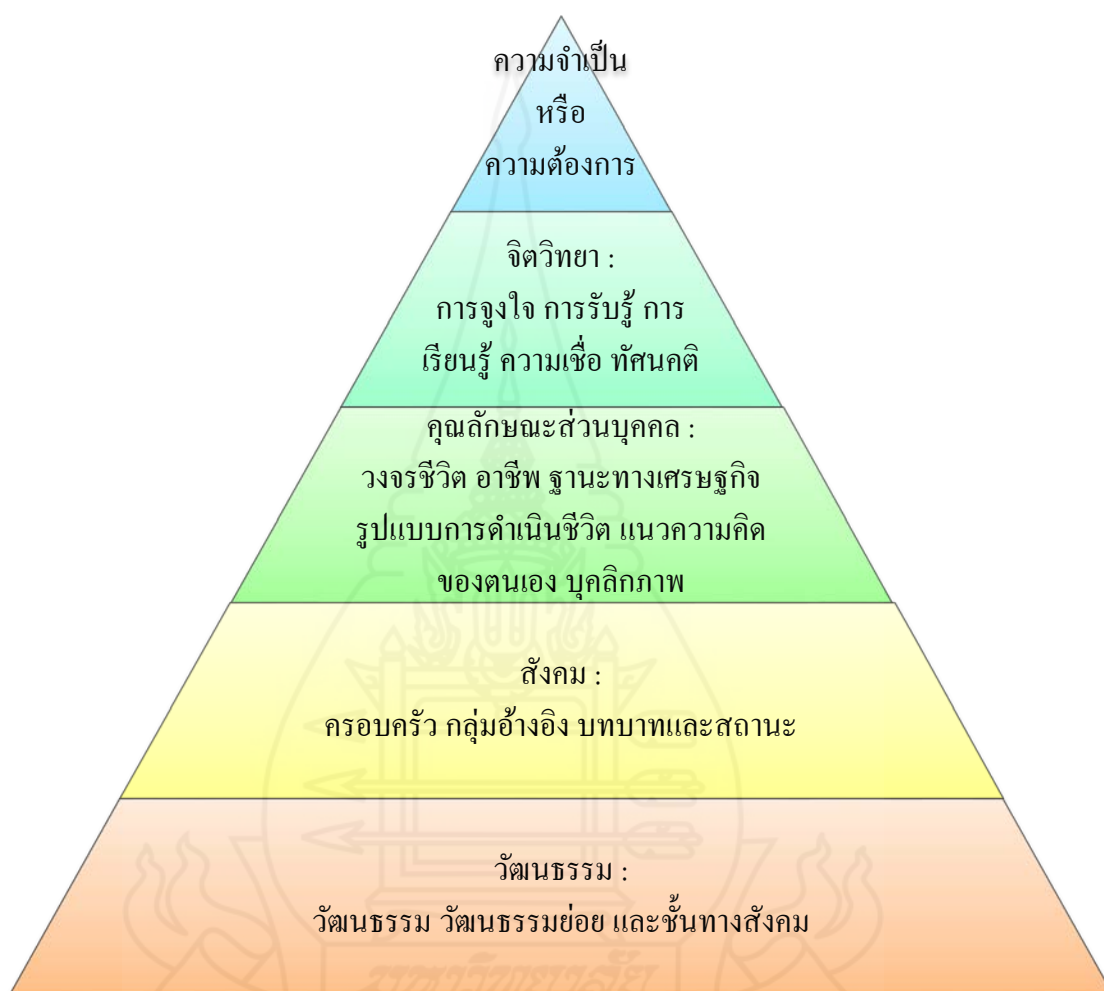 ความจำเป็น
หรือ
ความต้องการ
จิตวิทยา :
การจูงใจ การรับรู้ การ
เรียนรู้ ความเชื่อ ทัศนคติ
คุณลักษณะส่วนบุคคล :
วงจรชีวิต อาชีพ ฐานะทางเศรษฐกิจ
รูปแบบการดำเนินชีวิต แนวความคิด
ของตนเอง บุคลิกภาพ
สังคม :
ครอบครัว กลุ่มอ้างอิง บทบาทและสถานะ
วัฒนธรรม :
วัฒนธรรม วัฒนธรรมย่อย และชั้นทางสังคม